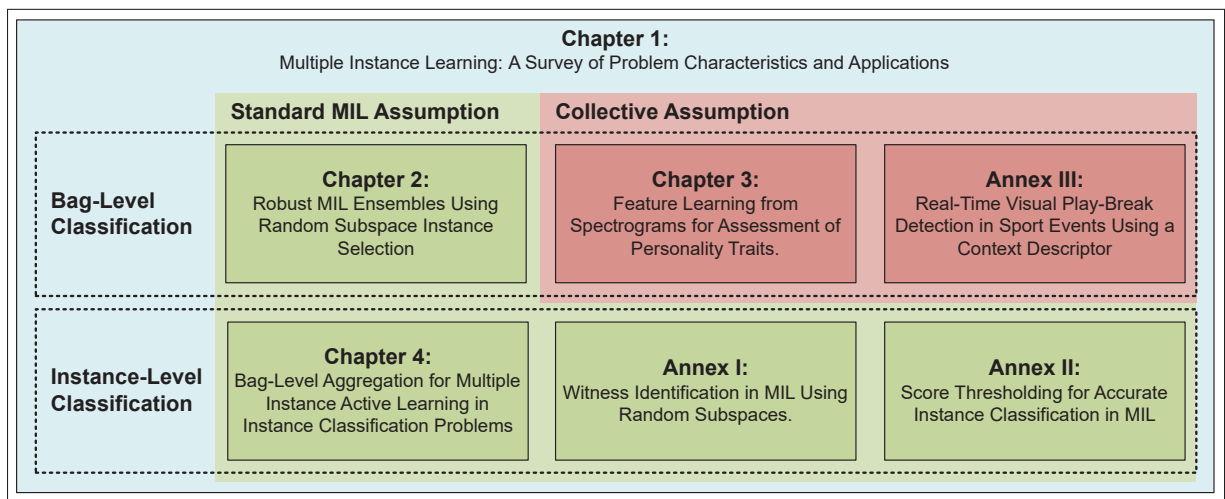 Chapter 1:
Multiple Instance Learning: A Survey of Problem Characteristics and Applications
Standard MIL Assumption
Collective Assumption
Bag-Level
Classification
Chapter 2:
Robust MIL Ensembles Using
Random Subspace Instance
Selection
Chapter 3:
Feature Learning from
Spectrograms for Assessment of
Personality Traits.
Annex III:
Real-Time Visual Play-Break
Detection in Sport Events Using a
Context Descriptor
Instance-Level
Classification
Chapter 4:
Bag-Level Aggregation for Multiple
Instance Active Learning in
Instance Classification Problems
Annex I:
Witness Identification in MIL Using
Random Subspaces.
Annex II:
Score Thresholding for Accurate
Instance Classification in MIL